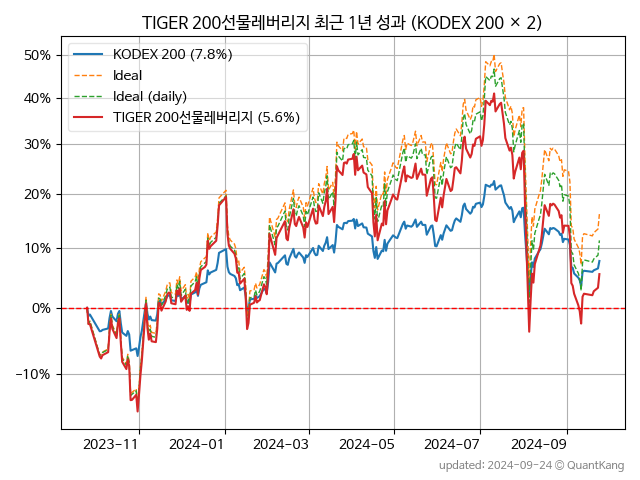 TIGER 200선물레버리지 최근 1년 성과 (KODEX 200 × 2)
50%
40%
30%
20%
10%
0%
−10%
KODEX 200 (7.8%)
Ideal
Ideal (daily)
TIGER 200선물레버리지 (5.6%)
2023-11
2024-01
2024-03
2024-05
2024-07
2024-09
updated: 2024-09-24 © QuantKang